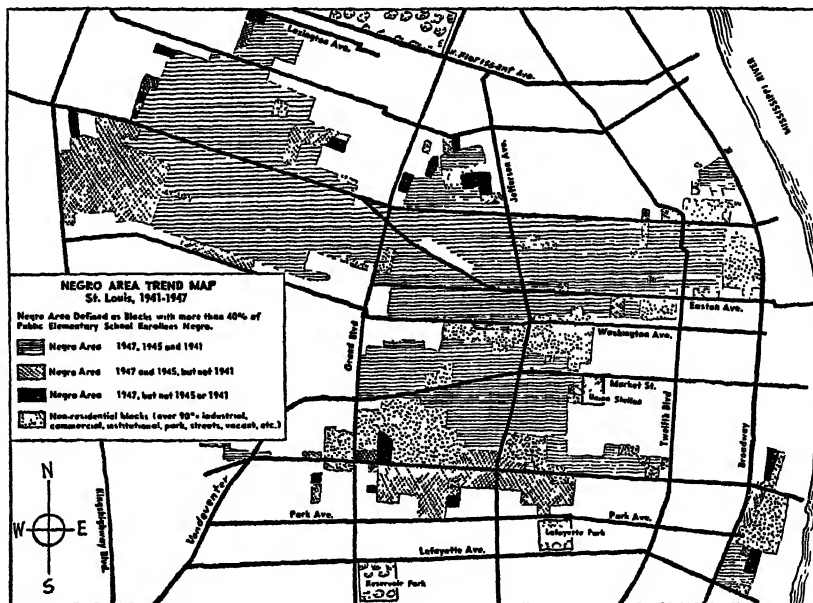 Lexington Ave.
N. Florissant Ave.
MISSISSIPPI RIVER
Jefferson Ave.
NEGRO AREA TREND MAP
St. Louis, 1941-1947
Negro Area Defined as Blocks with more than 40% of
Public Elementary School Enrollees Negro.
Negro Area 1947, 1945 and 1941
Negro Area 1947 and 1945, but not 1941
Negro Area 1947, but not 1945 or 1941
Non-residential blocks (over 90% industrial,
commercial, institutional, park, streets, vacant, etc.)
Easton Ave.
Grand Blvd
Washington Ave.
Market St.
Union Station
Twelfth Blvd
Broadway
N
W E
S
Kingshighway Blvd.
Vandeventer
Park Ave.
Park Ave.
Lafayette Park
Lafayette Ave.
Reservoir Park